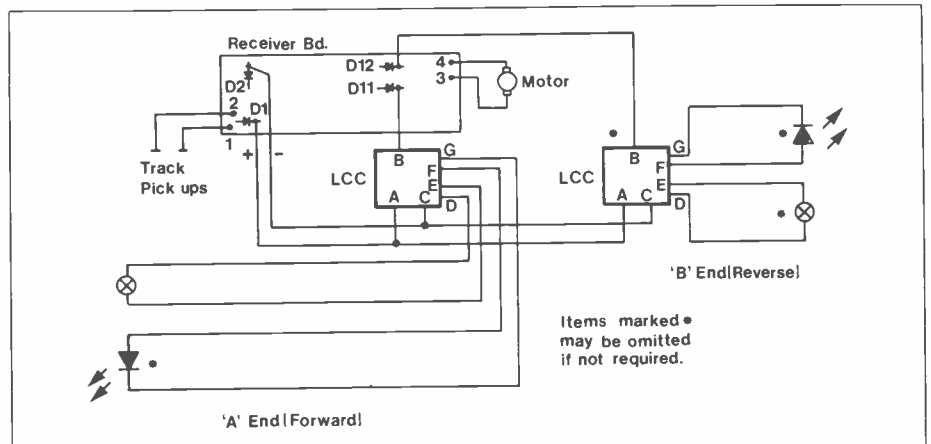 Receiver Bd.
D2
D12
D11
4
3
Motor
2
D1
1
+ -
Track
Pick ups
LCC
B
G
F
E
A
C
D
LCC
B
G
F
E
A
C
D
'B' End[Reverse]
Items marked •
may be omitted
if not required.
'A' End[Forward]